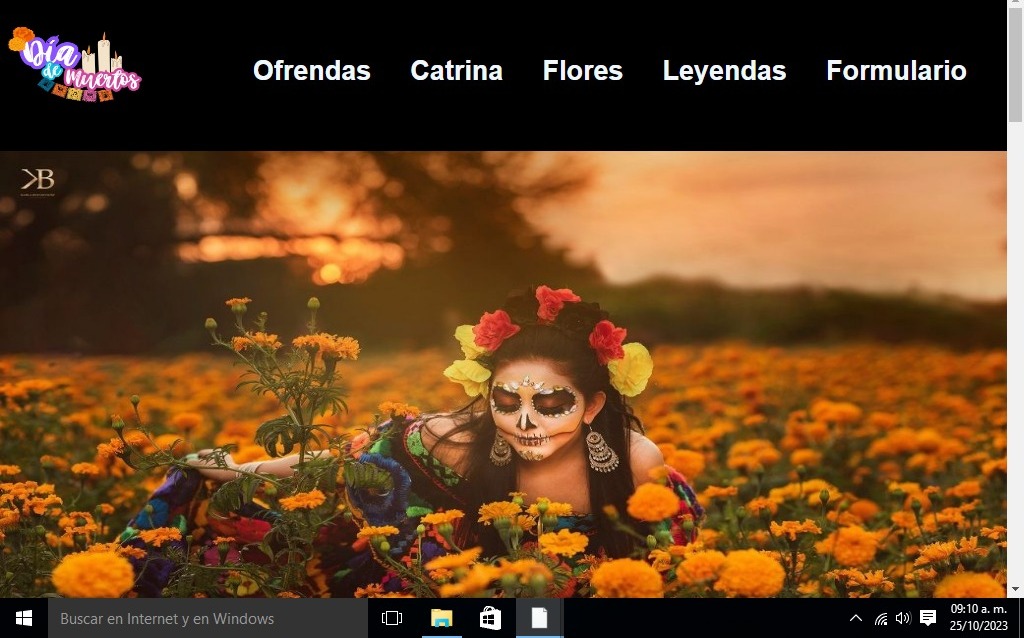 Día
de
Muertos
Ofrendas Catrina Flores Leyendas Formulario
KB
Buscar en Internet y en Windows
09:10 a. m.
25/10/2023